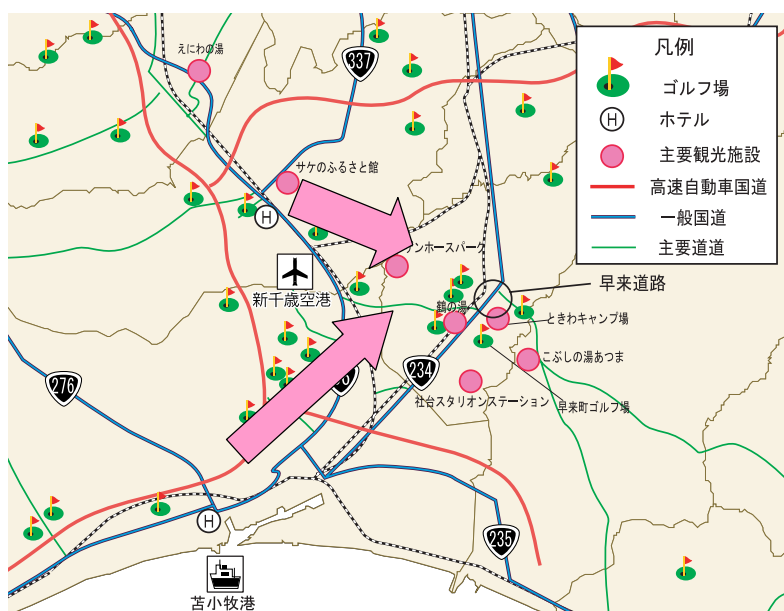 えにわの湯
337
サケのふるさと館
H
ンホースパーク
新千歳空港
早来道路
鶴の湯
ときわキャンプ場
こぶしの湯あつま
276
234
社台スタリオンステーション
早来町ゴルフ場
H
235
苫小牧港
凡例
ゴルフ場
H
ホテル
主要観光施設
高速自動車国道
一般国道
主要道道